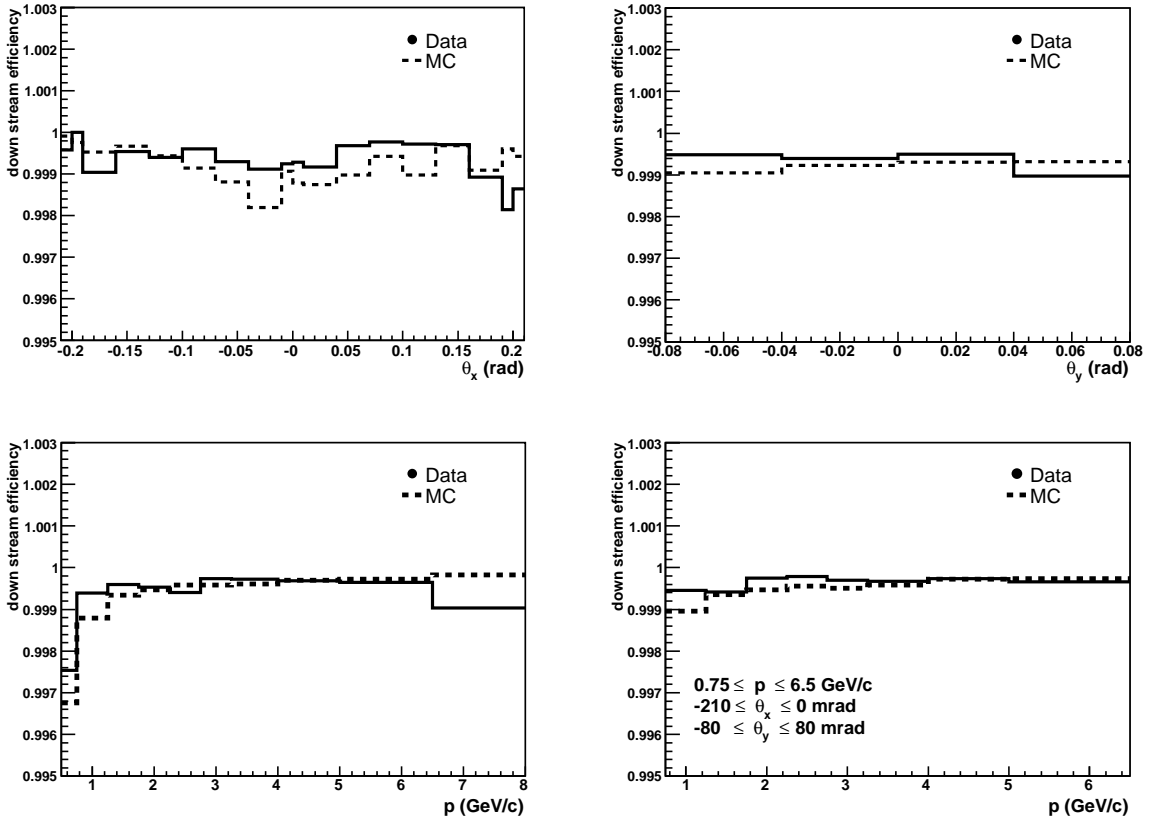 down stream efficiency
1.003
1.002
1.001
1
0.999
0.998
0.997
0.996
0.995
Data
MC
-0.2 -0.15 -0.1 -0.05 -0 0.05 0.1 0.15 0.2
θx (rad)
down stream efficiency
1.003
1.002
1.001
1
0.999
0.998
0.997
0.996
0.995
Data
MC
-0.08 -0.06 -0.04 -0.02 0 0.02 0.04 0.06 0.08
θy (rad)
down stream efficiency
1.003
1.002
1.001
1
0.999
0.998
0.997
0.996
0.995
Data
MC
1 2 3 4 5 6 7 8
p (GeV/c)
down stream efficiency
1.003
1.002
1.001
1
0.999
0.998
0.997
0.996
0.995
Data
MC
0.75 ≤ p ≤ 6.5 GeV/c
-210 ≤ θx ≤ 0 mrad
-80 ≤ θy ≤ 80 mrad
1 2 3 4 5 6
p (GeV/c)